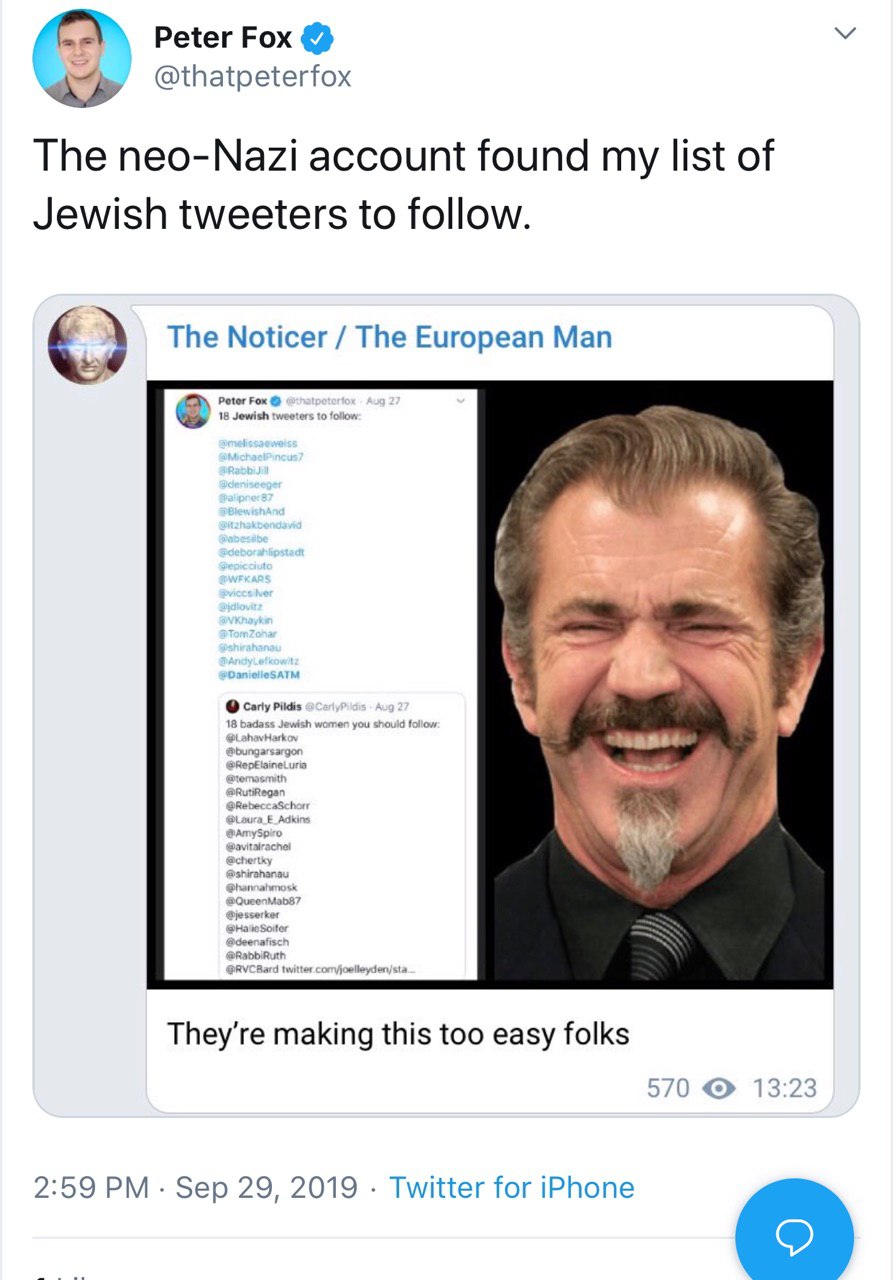 Peter Fox
@thatpeterfox
The neo-Nazi account found my list of
Jewish tweeters to follow.
The Noticer / The European Man
Peter Fox @thatpeterfox · Aug 27
18 Jewish tweeters to follow:
@melissaeweiss
@MichaelPincus7
@RabbiJill
@deniseeger
@alipner87
@BlewishAnd
@itzhakbendavid
@abesilbe
@deborahlipstadt
@epicciuto
@WFKARS
@viccsilver
@jdlovitz
@VKhaykin
@TomZohar
@shirahanau
@AndyLefkowitz
@DanielleSATM
Carly Pildis @CarlyPildis · Aug 27
18 badass Jewish women you should follow:
@LahavHarkov
@bungarsargon
@RepElaineLuria
@temasmith
@RutiRegan
@RebeccaSchorr
@Laura_E_Adkins
@AmySpiro
@avitalrachel
@chertky
@shirahanau
@hannahmosk
@QueenMab87
@jesserker
@HalieSoifer
@deenafisch
@RabbiRuth
@RVCBard twitter.com/joelleyden/sta...
They're making this too easy folks
570 13:23
2:59 PM · Sep 29, 2019 · Twitter for iPhone